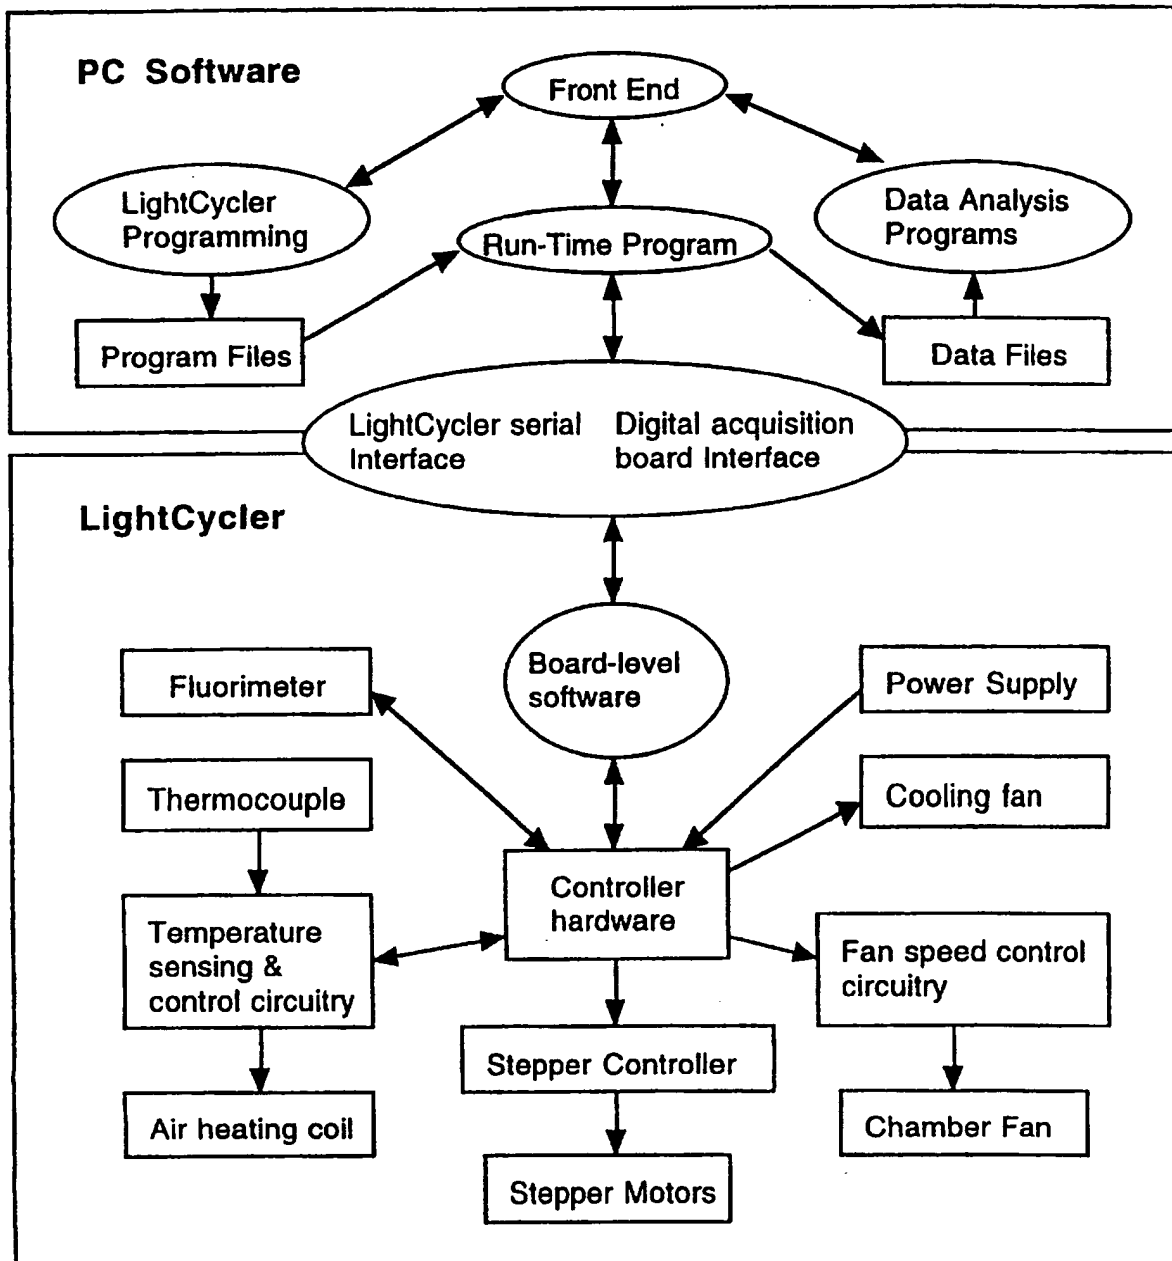 PC Software
Front End
LightCycler
Programming
Run-Time Program
Data Analysis
Programs
Program Files
Data Files
LightCycler serial
Interface
Digital acquisition
board Interface
LightCycler
Fluorimeter
Board-level
software
Power Supply
Thermocouple
Cooling fan
Controller
hardware
Temperature
sensing &
control circuitry
Fan speed control
circuitry
Stepper Controller
Air heating coil
Chamber Fan
Stepper Motors